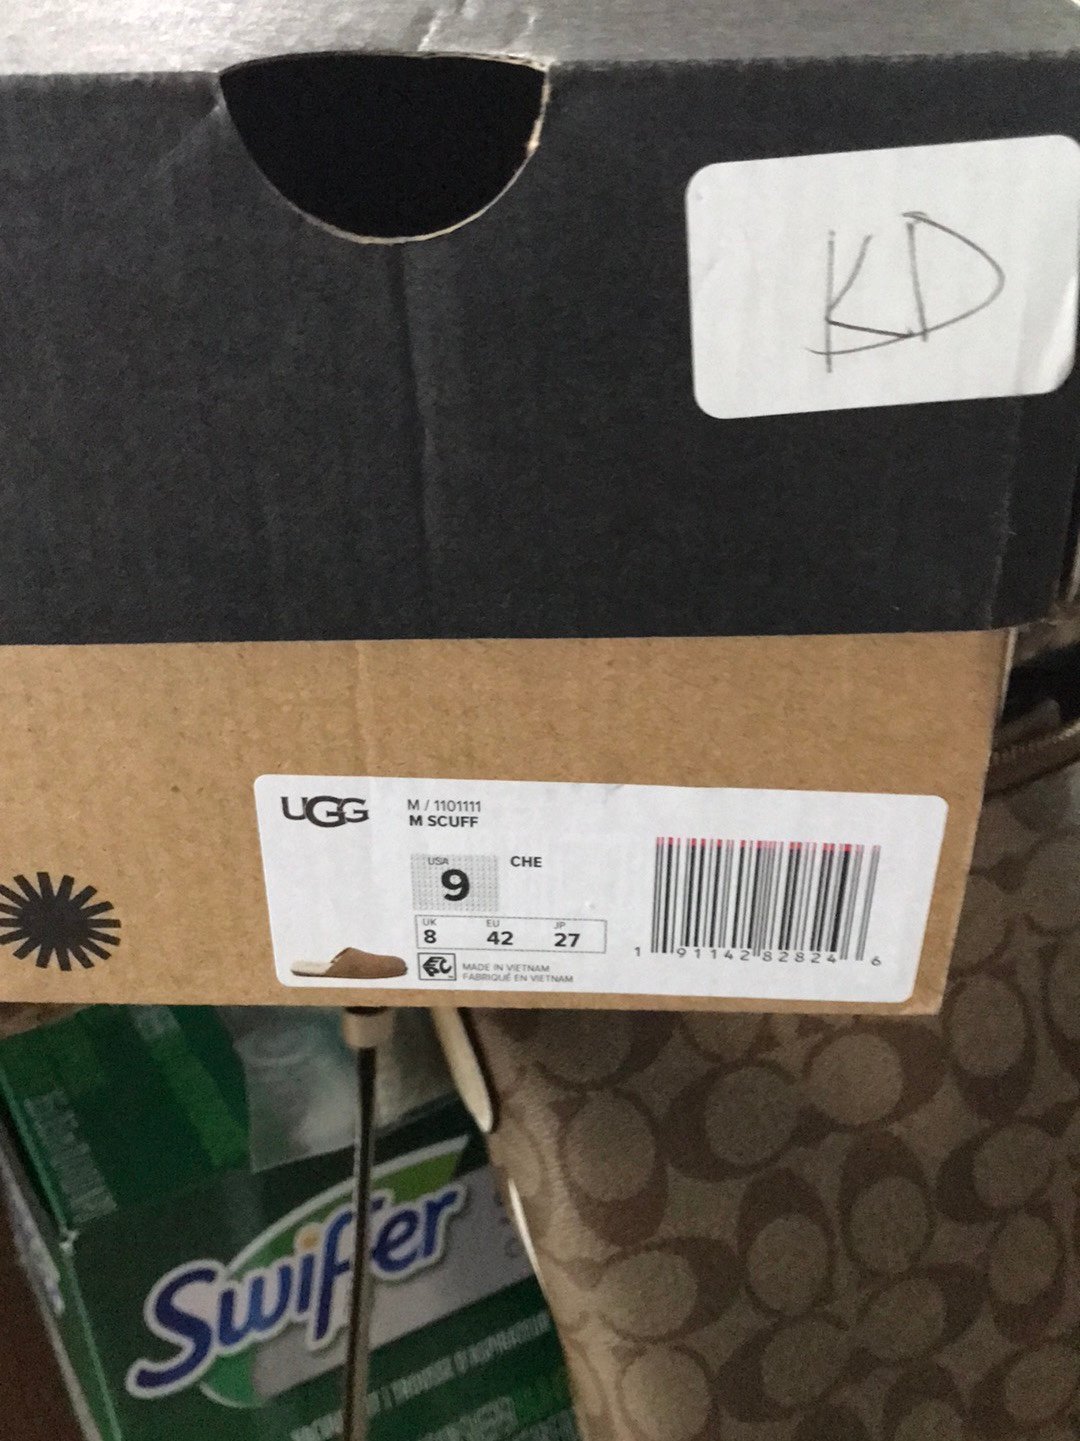 KD
UGG
M / 1101111
M SCUFF
USA
9
CHE
UK EU JP
8 42 27
MADE IN VIETNAM
FABRIQUÉ EN VIETNAM
1 91142 82824 6
Swiffer